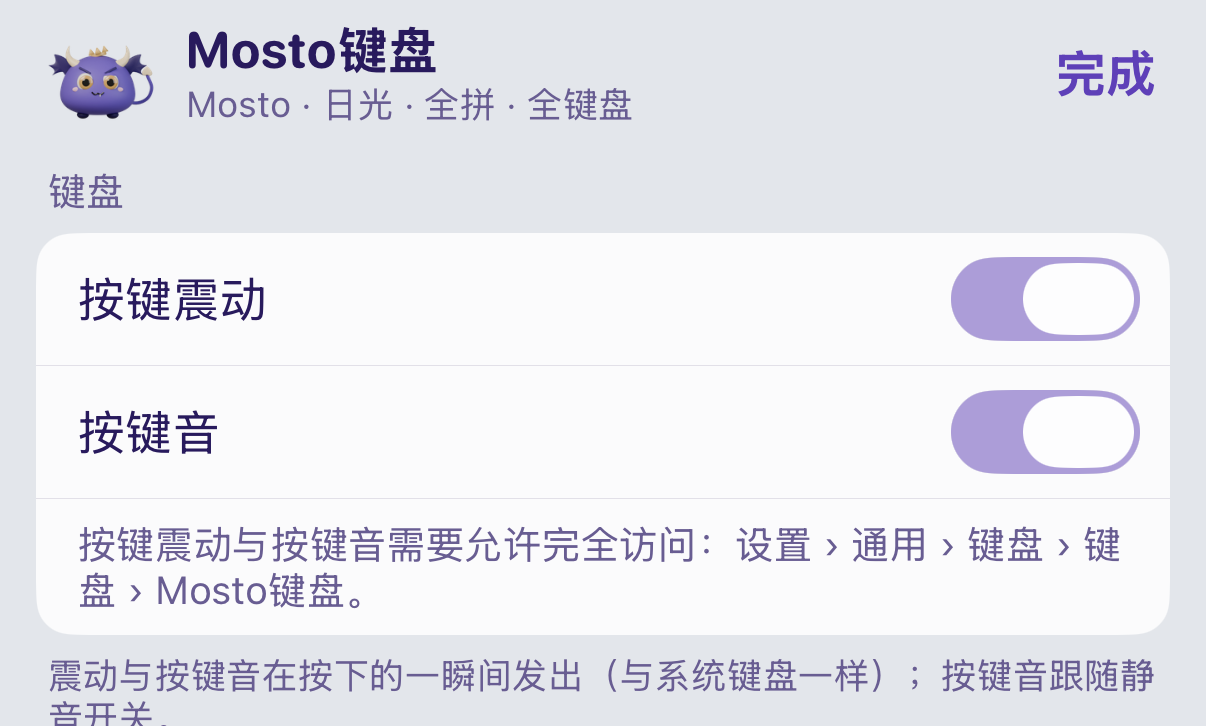 Mosto键盘
Mosto · 日光 · 全拼 · 全键盘
完成
键盘
按键震动
按键音
按键震动与按键音需要允许完全访问：设置 › 通用 › 键盘 › 键
盘 › Mosto键盘。
震动与按键音在按下的一瞬间发出（与系统键盘一样）；按键音跟随静
音开关。